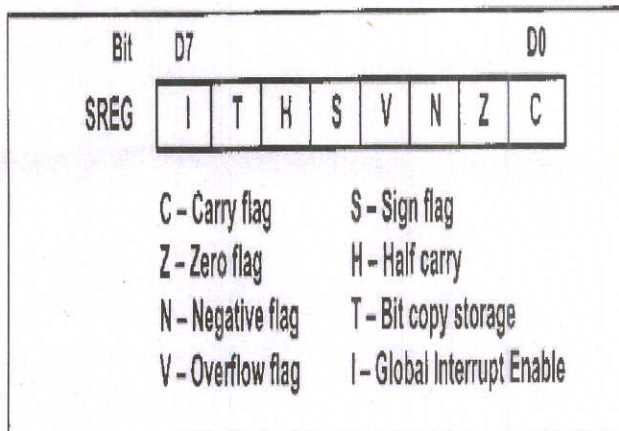 Bit D7 D0
SREG I T H S V N Z C
C – Carry flag S – Sign flag
Z – Zero flag H – Half carry
N – Negative flag T – Bit copy storage
V – Overflow flag I – Global Interrupt Enable